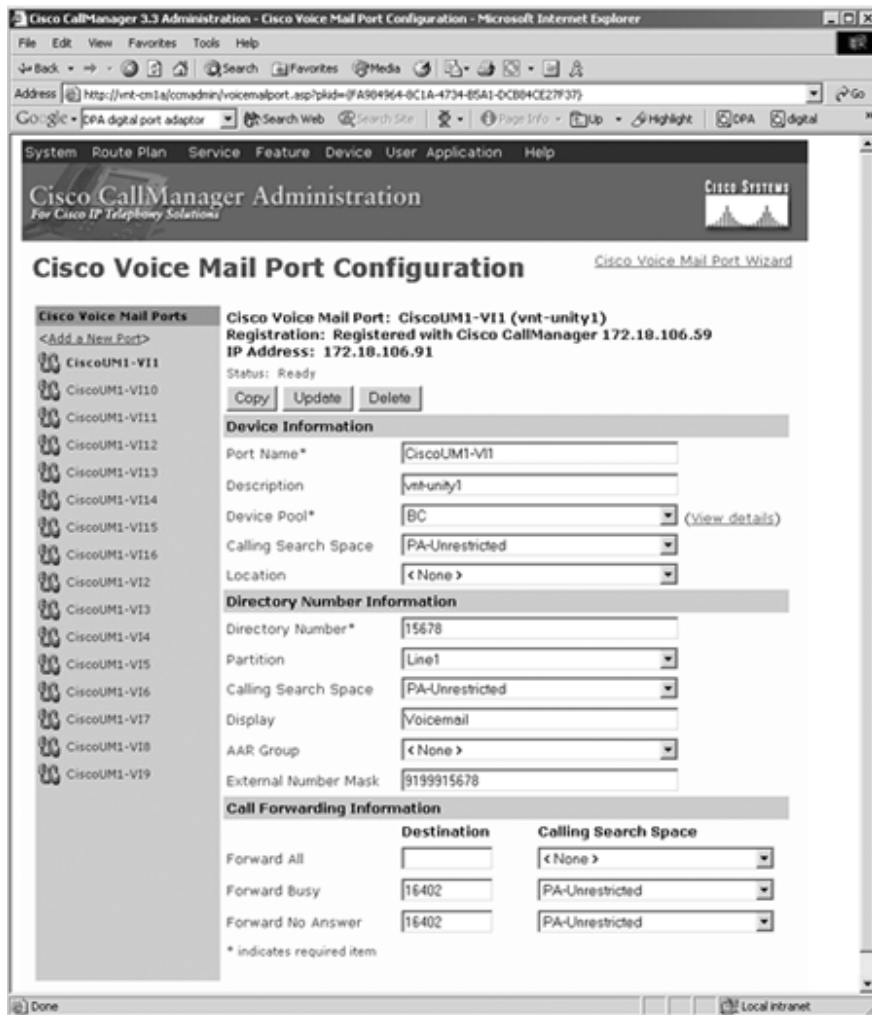 Cisco CallManager 3.3 Administration - Cisco Voice Mail Port Configuration - Microsoft Internet Explorer
File Edit View Favorites Tools Help
Back Search Favorites Media
Address http://vnt-cm1a/ccmadmin/voicemailport.asp?pkid={FA984964-8C1A-4734-B5A1-DCB84CE27F37} Go
Google DPA digital port adaptor Search Web Search Site Page Info Up Highlight DPA digital
System Route Plan Service Feature Device User Application Help
Cisco CallManager Administration
For Cisco IP Telephony Solutions
CISCO SYSTEMS
Cisco Voice Mail Port Configuration
Cisco Voice Mail Port Wizard
Cisco Voice Mail Ports
<Add a New Port>
CiscoUM1-VI1
CiscoUM1-VI10
CiscoUM1-VI11
CiscoUM1-VI12
CiscoUM1-VI13
CiscoUM1-VI14
CiscoUM1-VI15
CiscoUM1-VI16
CiscoUM1-VI2
CiscoUM1-VI3
CiscoUM1-VI4
CiscoUM1-VI5
CiscoUM1-VI6
CiscoUM1-VI7
CiscoUM1-VI8
CiscoUM1-VI9
Cisco Voice Mail Port: CiscoUM1-VI1 (vnt-unity1)
Registration: Registered with Cisco CallManager 172.18.106.59
IP Address: 172.18.106.91
Status: Ready
Copy Update Delete
Device Information
Port Name* CiscoUM1-VI1
Description vnt-unity1
Device Pool* BC (View details)
Calling Search Space PA-Unrestricted
Location < None >
Directory Number Information
Directory Number* 15678
Partition Line1
Calling Search Space PA-Unrestricted
Display Voicemail
AAR Group < None >
External Number Mask 9199915678
Call Forwarding Information
Destination Calling Search Space
Forward All < None >
Forward Busy 16402 PA-Unrestricted
Forward No Answer 16402 PA-Unrestricted
* indicates required item
Done Local intranet